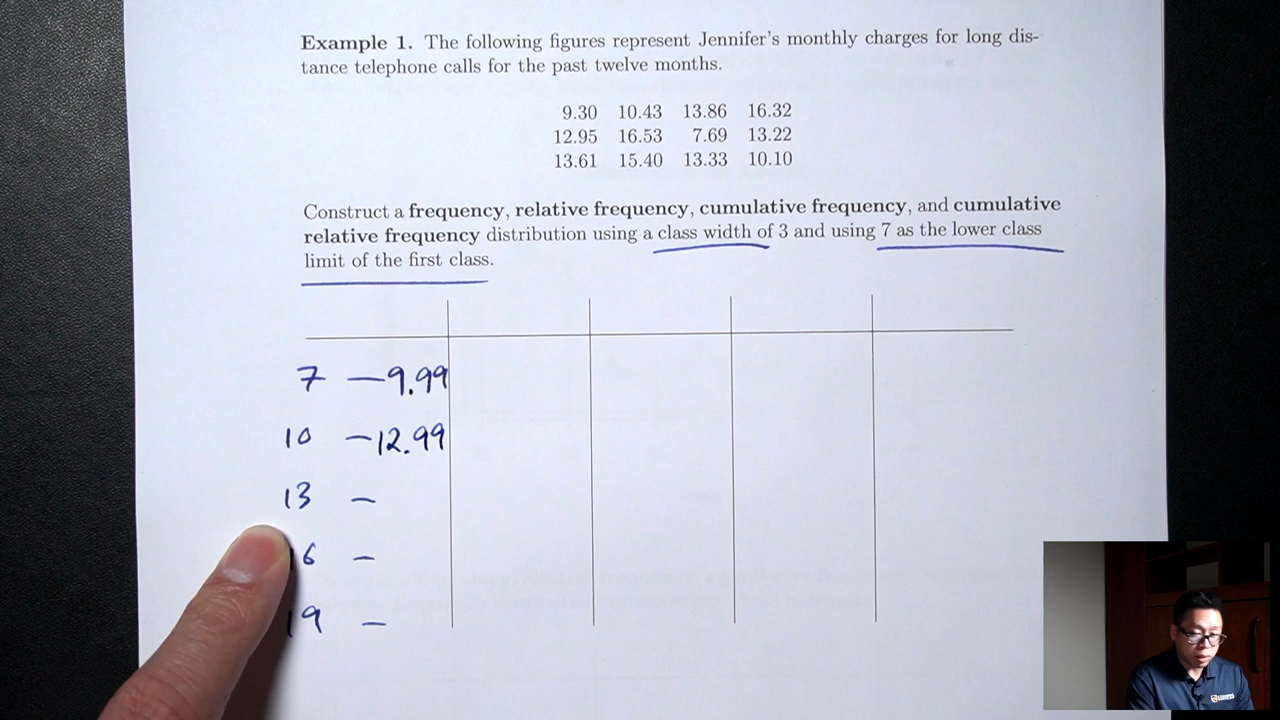 Example 1. The following figures represent Jennifer's monthly charges for long dis-
tance telephone calls for the past twelve months.
9.30 10.43 13.86 16.32
12.95 16.53 7.69 13.22
13.61 15.40 13.33 10.10
Construct a frequency, relative frequency, cumulative frequency, and cumulative
relative frequency distribution using a class width of 3 and using 7 as the lower class
limit of the first class.
7 — 9.99
10 — 12.99
13 —
16 —
19 —